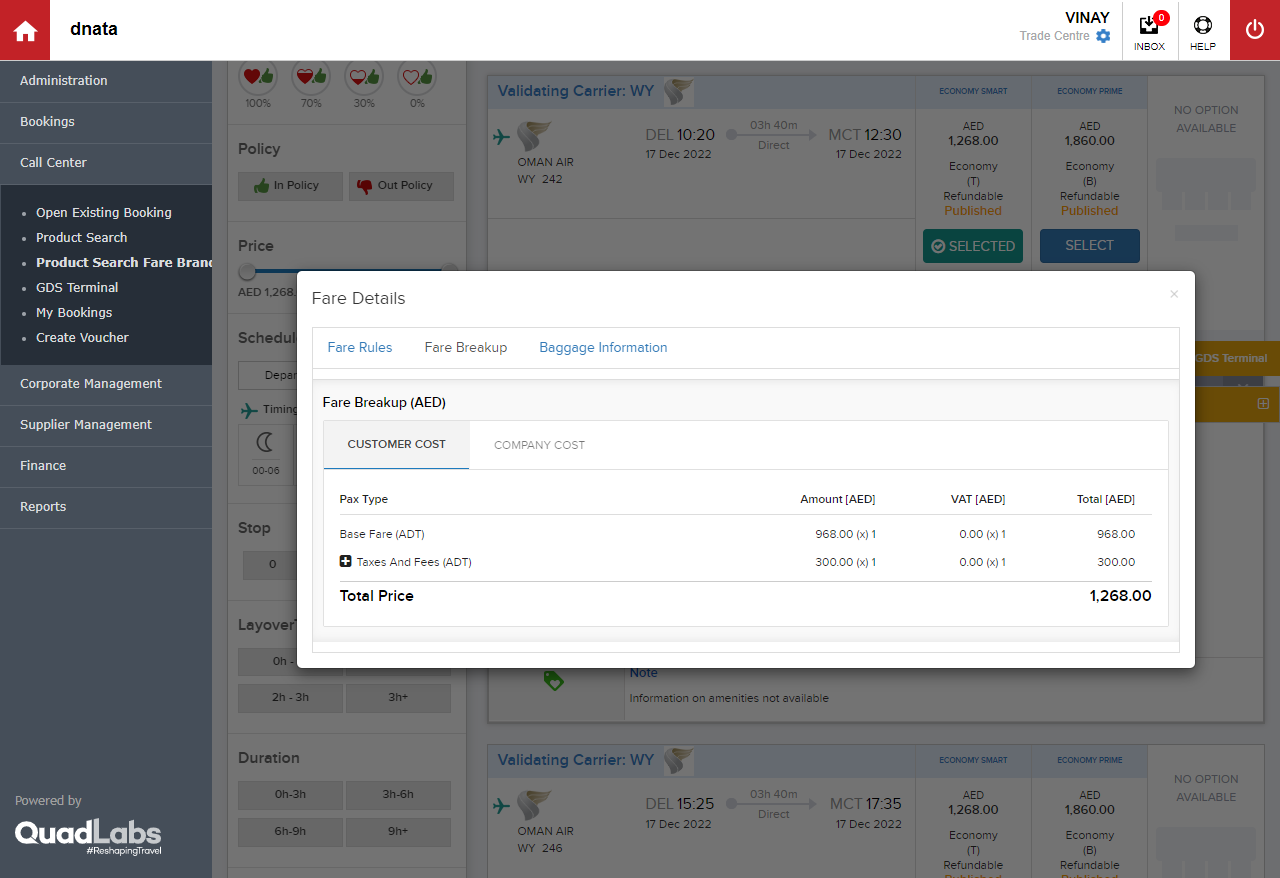 dnata
VINAY
Trade Centre
0
INBOX
HELP
Administration
Bookings
Call Center
Open Existing Booking
Product Search
Product Search Fare Brand
GDS Terminal
My Bookings
Create Voucher
Corporate Management
Supplier Management
Finance
Reports
Powered by
QuadLabs
#ReshapingTravel
100% 70% 30% 0%
Policy
In Policy Out Policy
Price
AED 1,268.
Schedul
Depar
Timing
00-06
Stop
0
LayoverT
0h -
2h - 3h 3h+
Duration
0h-3h 3h-6h
6h-9h 9h+
Validating Carrier: WY
ECONOMY SMART ECONOMY PRIME
NO OPTION
AVAILABLE
OMAN AIR
WY 242
DEL 10:20
17 Dec 2022
03h 40m
Direct
MCT 12:30
17 Dec 2022
AED
1,268.00
Economy
(T)
Refundable
Published
SELECTED
AED
1,860.00
Economy
(B)
Refundable
Published
SELECT
GDS Terminal
Fare Details
×
Fare Rules Fare Breakup Baggage Information
Fare Breakup (AED)
CUSTOMER COST COMPANY COST
Pax Type Amount [AED] VAT [AED] Total [AED]
Base Fare (ADT) 968.00 (x) 1 0.00 (x) 1 968.00
Taxes And Fees (ADT) 300.00 (x) 1 0.00 (x) 1 300.00
Total Price 1,268.00
Note
Information on amenities not available
Validating Carrier: WY
ECONOMY SMART ECONOMY PRIME
NO OPTION
AVAILABLE
OMAN AIR
WY 246
DEL 15:25
17 Dec 2022
03h 40m
Direct
MCT 17:35
17 Dec 2022
AED
1,268.00
Economy
(T)
Refundable
Published
AED
1,860.00
Economy
(B)
Refundable
Published